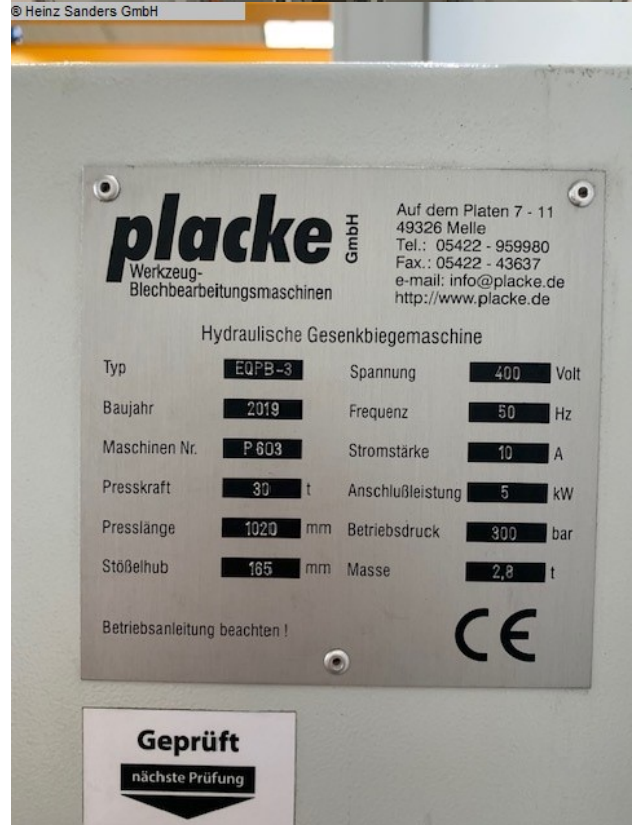 © Heinz Sanders GmbH
placke GmbH
Werkzeug-
Blechbearbeitungsmaschinen
Auf dem Platen 7 - 11
49326 Melle
Tel.: 05422 - 959980
Fax.: 05422 - 43637
e-mail: info@placke.de
http://www.placke.de
Hydraulische Gesenkbiegemaschine
Typ EQPB-3 Spannung 400 Volt
Baujahr 2019 Frequenz 50 Hz
Maschinen Nr. P603 Stromstärke 10 A
Presskraft 30 t Anschlußleistung 5 kW
Presslänge 1020 mm Betriebsdruck 300 bar
Stößelhub 165 mm Masse 2,8 t
Betriebsanleitung beachten !
CE
Geprüft
nächste Prüfung